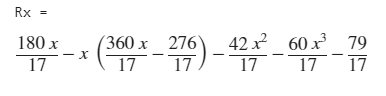 Rx =
180 x/17 − x (360 x/17 − 276/17) − 42 x²/17 − 60 x³/17 − 79/17